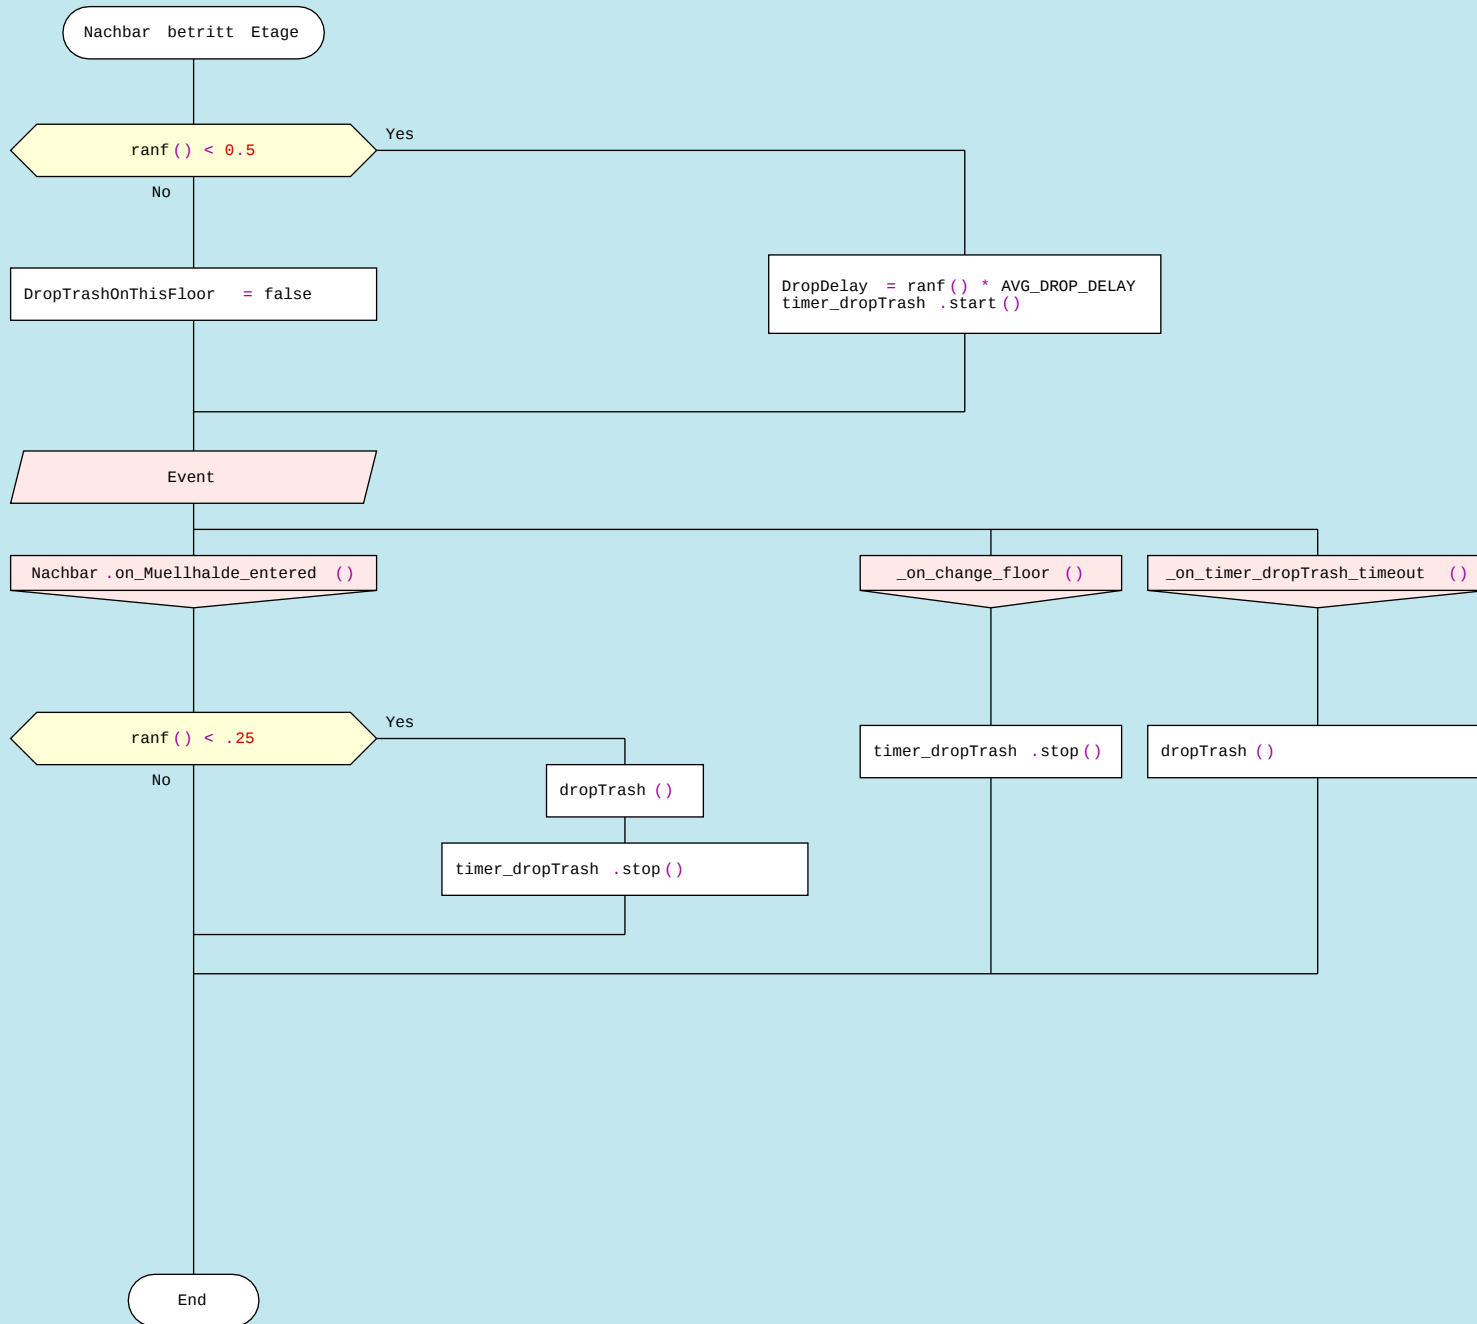 Nachbar betritt Etage
ranf() < 0.5
Yes
No
DropTrashOnThisFloor = false
DropDelay = ranf() * AVG_DROP_DELAY
timer_dropTrash.start()
Event
Nachbar.on_Muellhalde_entered()
_on_change_floor()
_on_timer_dropTrash_timeout()
ranf() < .25
Yes
No
dropTrash()
timer_dropTrash.stop()
timer_dropTrash.stop()
dropTrash()
End